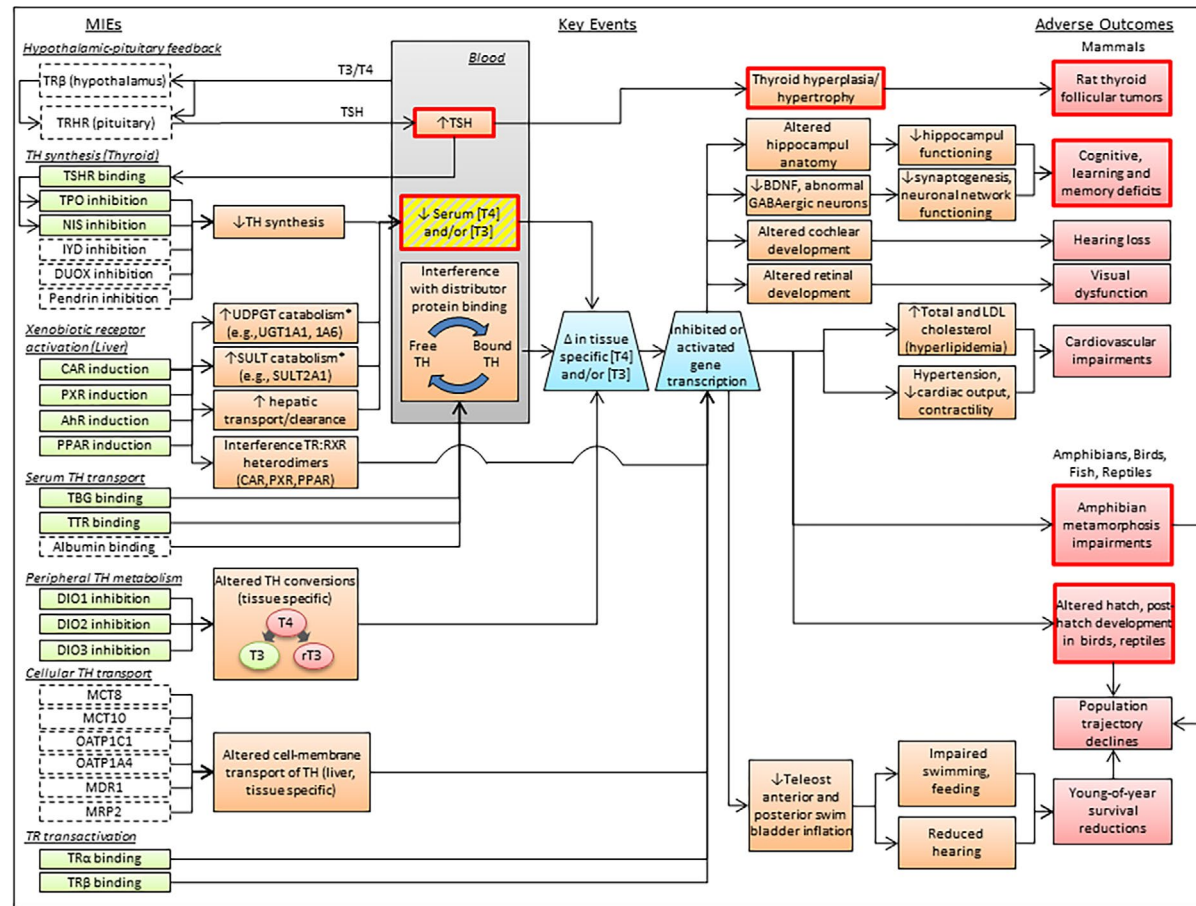 MIEs
Key Events
Adverse Outcomes
Hypothalamic-pituitary feedback
TRβ (hypothalamus)
TRHR (pituitary)
T3/T4
TSH
Blood
↑TSH
Thyroid hyperplasia/
hypertrophy
Mammals
Rat thyroid
follicular tumors
TH synthesis (Thyroid)
TSHR binding
TPO inhibition
NIS inhibition
IYD inhibition
DUOX inhibition
Pendrin inhibition
↓TH synthesis
↓ Serum [T4]
and/or [T3]
Altered
hippocampul
anatomy
↓hippocampul
functioning
↓BDNF, abnormal
GABAergic neurons
↓synaptogenesis,
neuronal network
functioning
Cognitive,
learning and
memory deficits
Altered cochlear
development
Hearing loss
Altered retinal
development
Visual
dysfunction
Xenobiotic receptor
activation (Liver)
CAR induction
PXR induction
AhR induction
PPAR induction
↑UDPGT catabolism*
(e.g.,UGT1A1, 1A6)
↑SULT catabolism*
(e.g., SULT2A1)
↑ hepatic
transport/clearance
Interference TR:RXR
heterodimers
(CAR,PXR,PPAR)
Interference
with distributor
protein binding
Free
TH
Bound
TH
Δ in tissue
specific [T4]
and/or [T3]
Inhibited or
activated
gene
transcription
↑Total and LDL
cholesterol
(hyperlipidemia)
Hypertension,
↓cardiac output,
contractility
Cardiovascular
impairments
Serum TH transport
TBG binding
TTR binding
Albumin binding
Amphibians, Birds,
Fish, Reptiles
Amphibian
metamorphosis
impairments
Peripheral TH metabolism
DIO1 inhibition
DIO2 inhibition
DIO3 inhibition
Altered TH conversions
(tissue specific)
T4
T3
rT3
Altered hatch, post-
hatch development
in birds, reptiles
Cellular TH transport
MCT8
MCT10
OATP1C1
OATP1A4
MDR1
MRP2
Altered cell-membrane
transport of TH (liver,
tissue specific)
Population
trajectory
declines
↓Teleost
anterior and
posterior swim
bladder inflation
Impaired
swimming,
feeding
Reduced
hearing
Young-of-year
survival
reductions
TR transactivation
TRα binding
TRβ binding